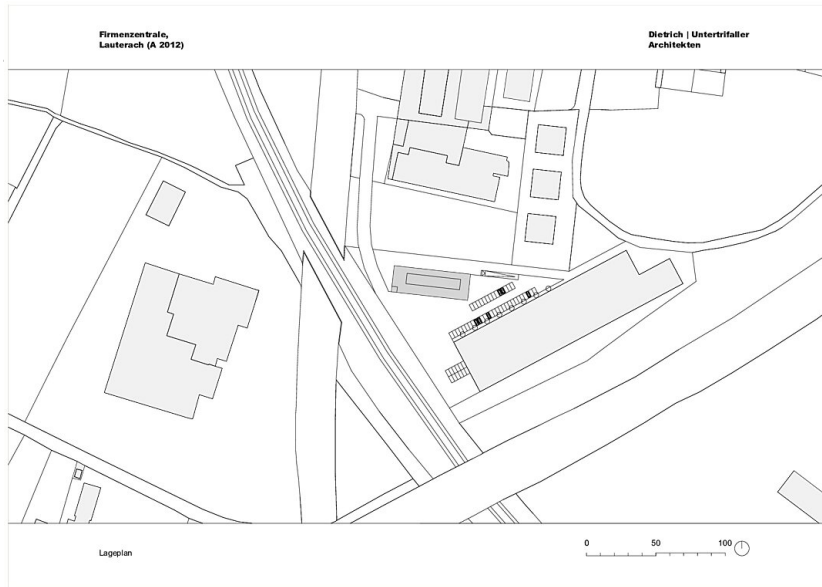 Firmenzentrale,
Lauterach (A 2012)
Dietrich | Untertrifaller
Architekten
Lageplan
0 50 100